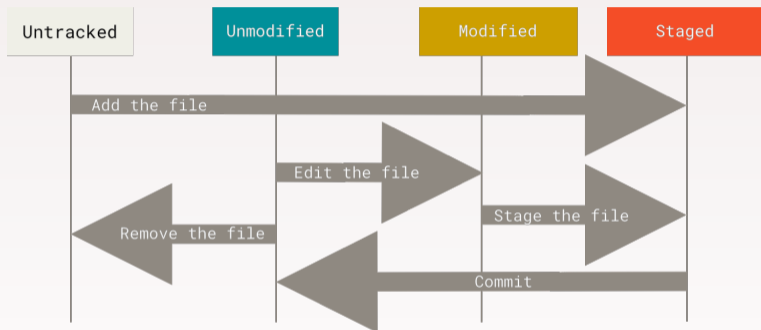 Untracked
Unmodified
Modified
Staged
Add the file
Edit the file
Stage the file
Remove the file
Commit